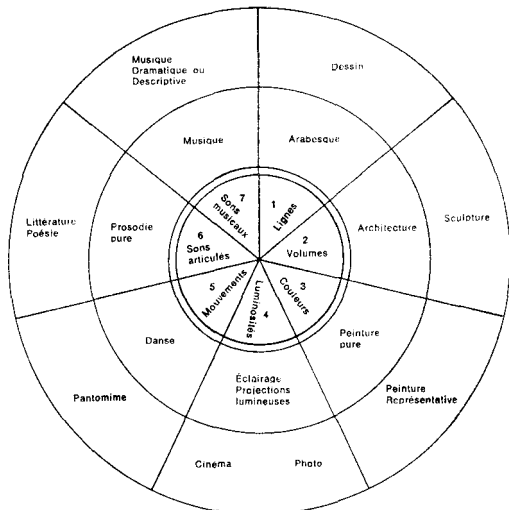 Musique
Dramatique ou
Descriptive
Dessin
Musique
Arabesque
7
Sons
musicaux
1
Lignes
Littérature
Poésie
Prosodie
pure
6
Sons
articulés
2
Volumes
Architecture
Sculpture
5
Mouvements
4
Luminosités
3
Couleurs
Danse
Peinture
pure
Éclairage
Projections
lumineuses
Pantomime
Peinture
Représentative
Cinéma
Photo